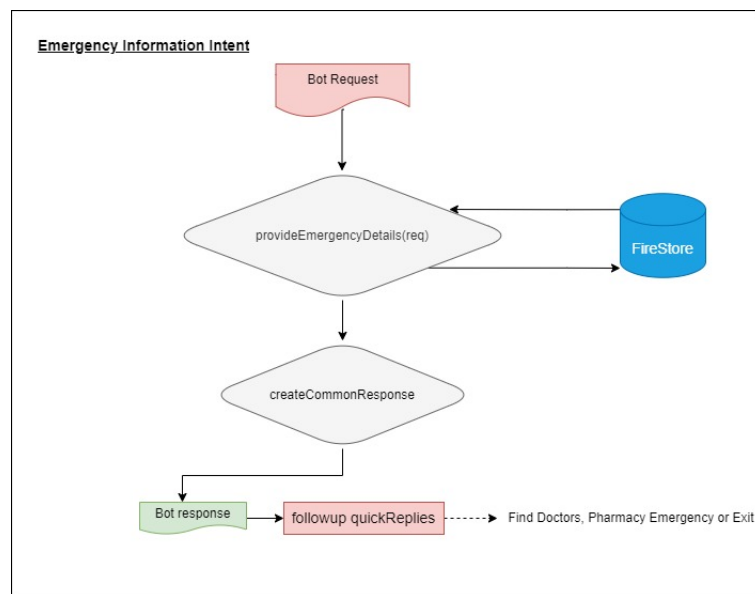 Emergency Information Intent
Bot Request
provideEmergencyDetails(req)
FireStore
createCommonResponse
Bot response
followup quickReplies
Find Doctors, Pharmacy Emergency or Exit